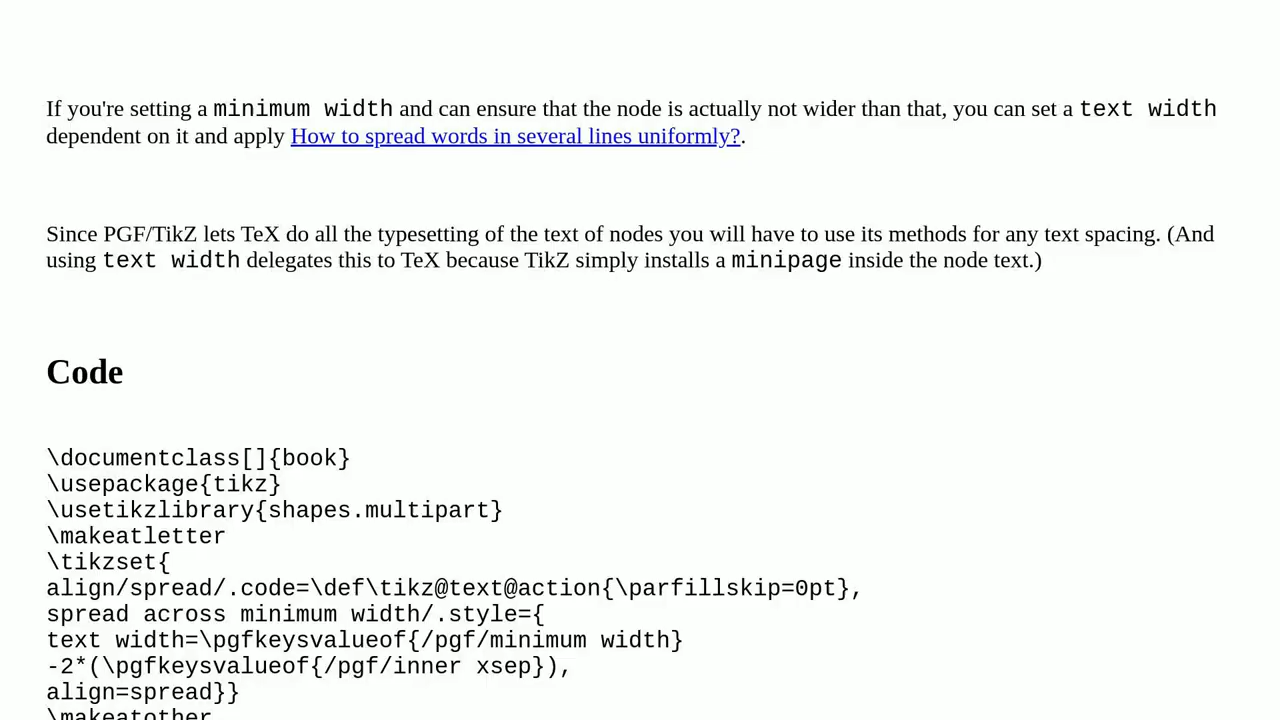 If you're setting a minimum width and can ensure that the node is actually not wider than that, you can set a text width
dependent on it and apply How to spread words in several lines uniformly?.
Since PGF/TikZ lets TeX do all the typesetting of the text of nodes you will have to use its methods for any text spacing. (And
using text width delegates this to TeX because TikZ simply installs a minipage inside the node text.)
Code
\documentclass[]{book}
\usepackage{tikz}
\usetikzlibrary{shapes.multipart}
\makeatletter
\tikzset{
align/spread/.code=\def\tikz@text@action{\parfillskip=0pt},
spread across minimum width/.style={
text width=\pgfkeysvalueof{/pgf/minimum width}
-2*(\pgfkeysvalueof{/pgf/inner xsep}),
align=spread}}
\makeatother